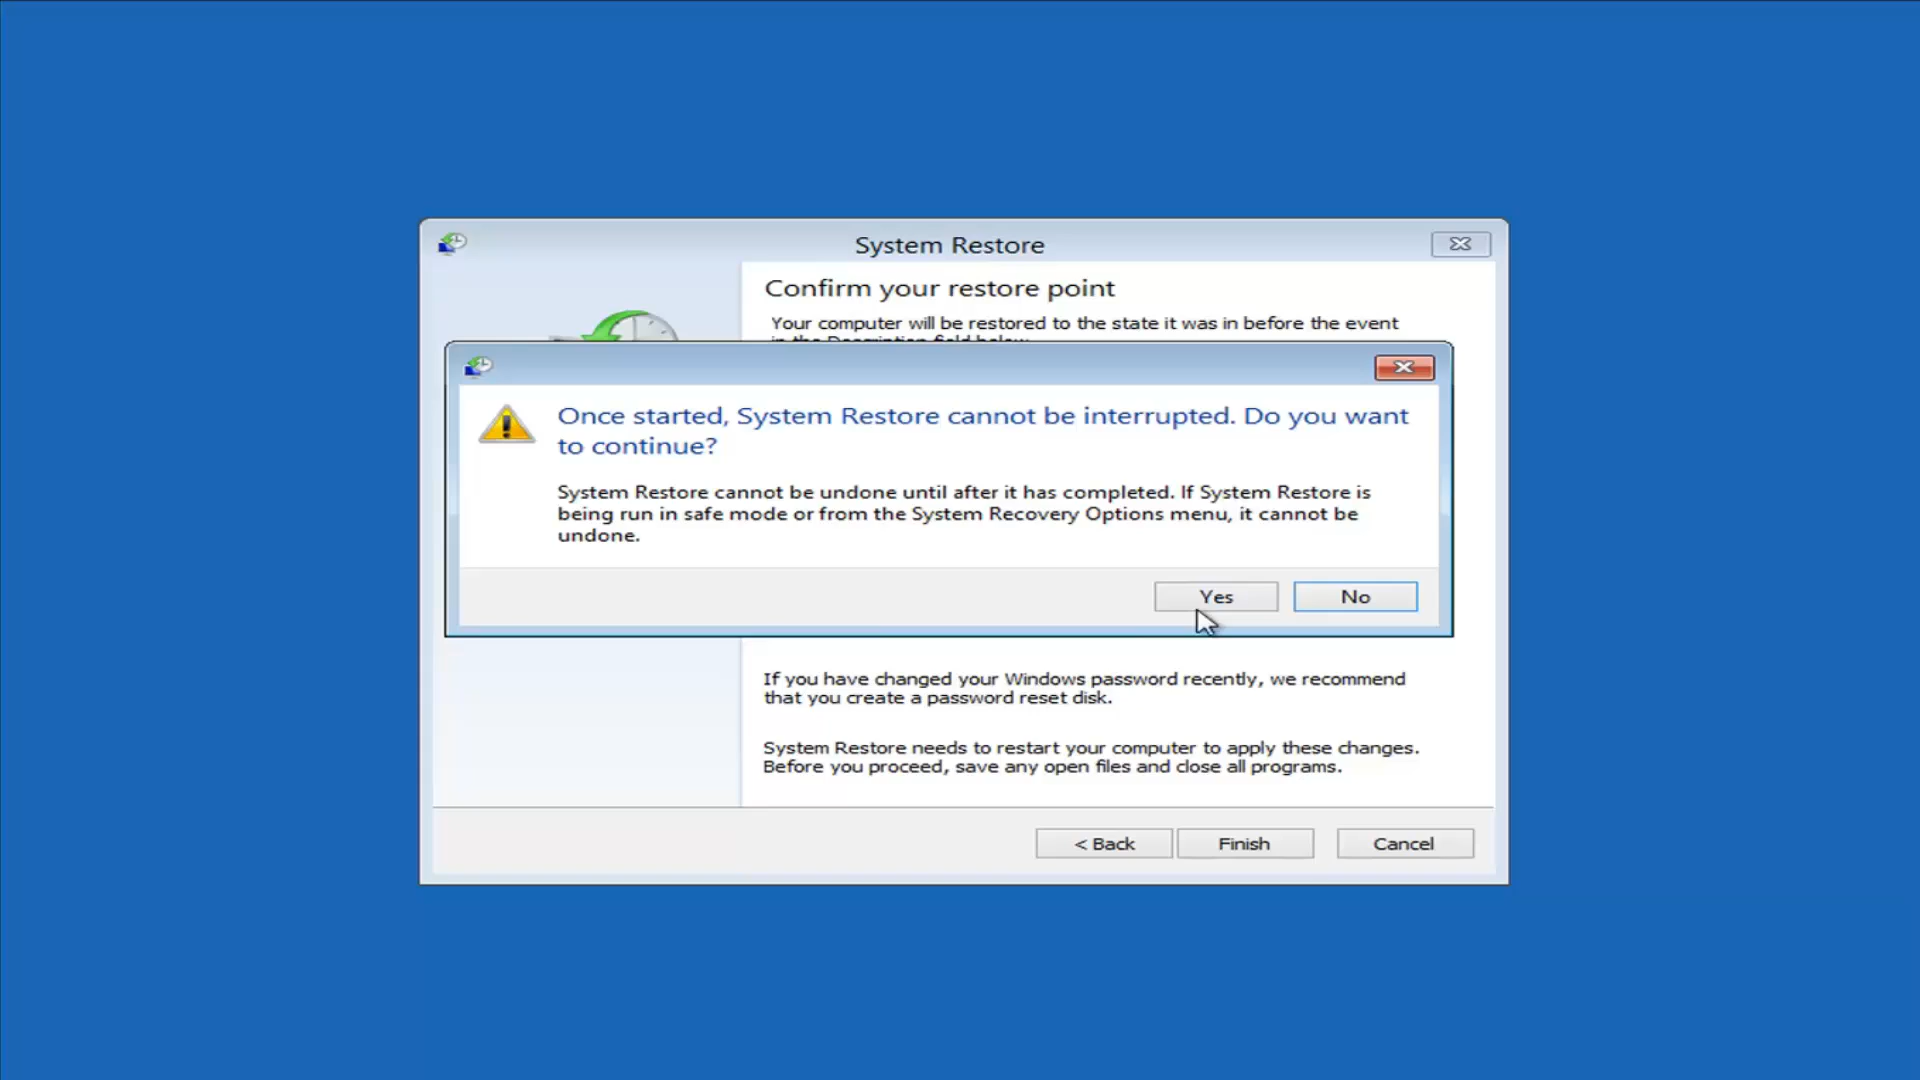 System Restore
Confirm your restore point
Your computer will be restored to the state it was in before the event
in the Description field below.
Once started, System Restore cannot be interrupted. Do you want
to continue?
System Restore cannot be undone until after it has completed. If System Restore is
being run in safe mode or from the System Recovery Options menu, it cannot be
undone.
Yes
No
If you have changed your Windows password recently, we recommend
that you create a password reset disk.
System Restore needs to restart your computer to apply these changes.
Before you proceed, save any open files and close all programs.
< Back
Finish
Cancel